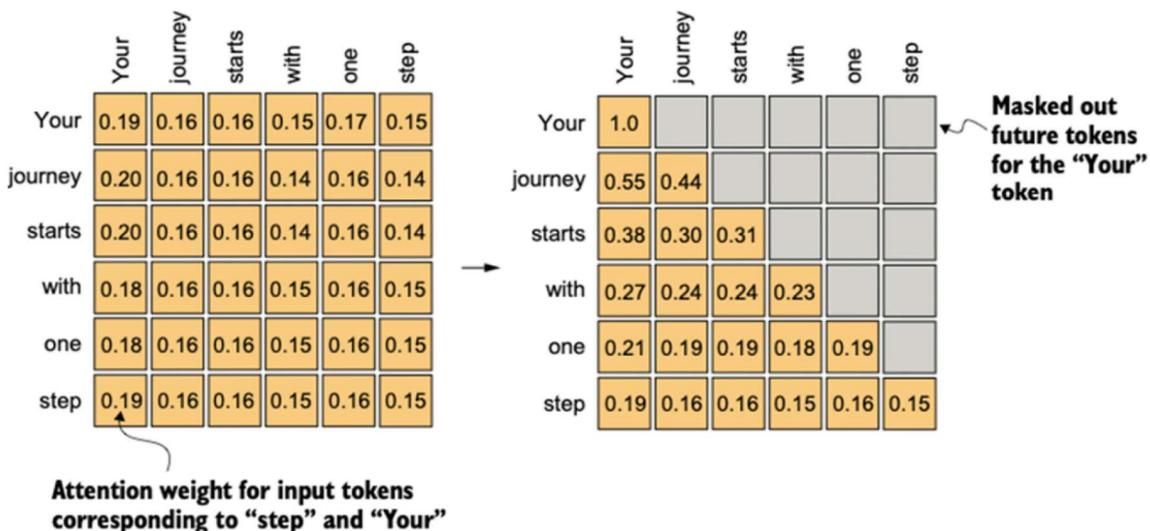 Your journey starts with one step
Your 0.19 0.16 0.16 0.15 0.17 0.15
journey 0.20 0.16 0.16 0.14 0.16 0.14
starts 0.20 0.16 0.16 0.14 0.16 0.14
with 0.18 0.16 0.16 0.15 0.16 0.15
one 0.18 0.16 0.16 0.15 0.16 0.15
step 0.19 0.16 0.16 0.15 0.16 0.15
Attention weight for input tokens
corresponding to “step” and “Your”
Your journey starts with one step
Your 1.0
journey 0.55 0.44
starts 0.38 0.30 0.31
with 0.27 0.24 0.24 0.23
one 0.21 0.19 0.19 0.18 0.19
step 0.19 0.16 0.16 0.15 0.16 0.15
Masked out
future tokens
for the “Your”
token